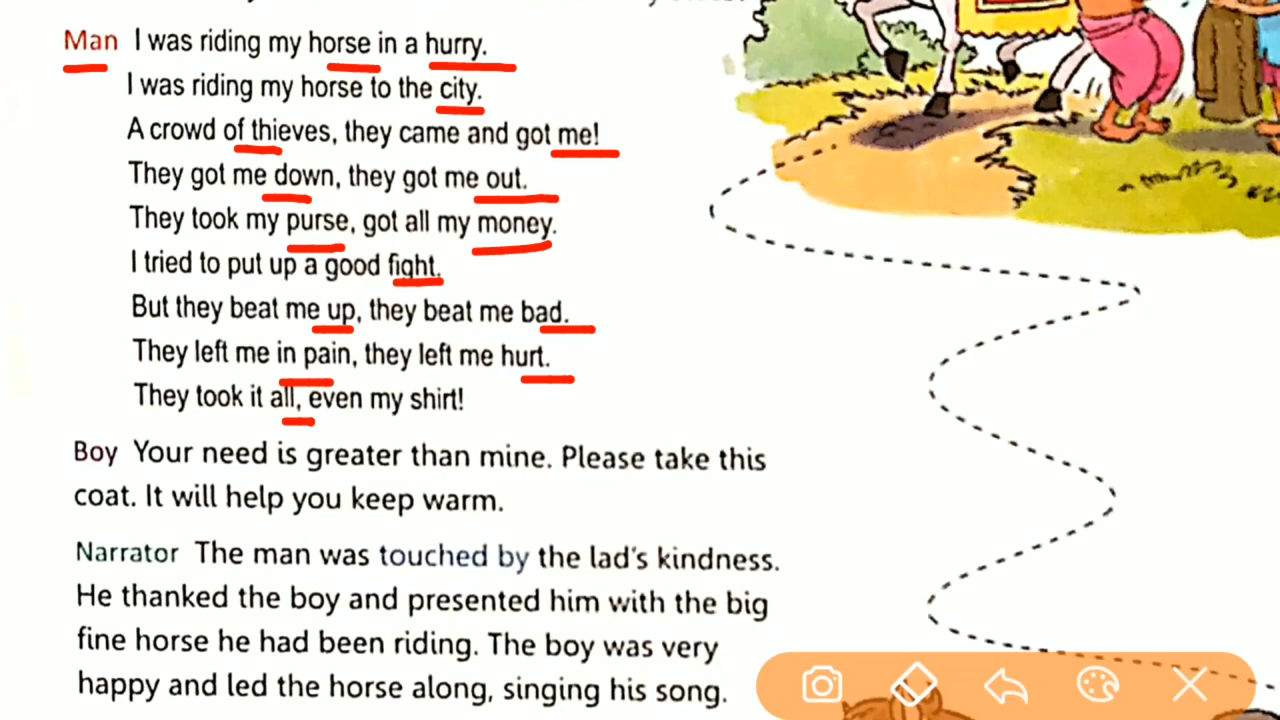 Man I was riding my horse in a hurry.
I was riding my horse to the city.
A crowd of thieves, they came and got me!
They got me down, they got me out.
They took my purse, got all my money.
I tried to put up a good fight.
But they beat me up, they beat me bad.
They left me in pain, they left me hurt.
They took it all, even my shirt!
Boy Your need is greater than mine. Please take this
coat. It will help you keep warm.
Narrator The man was touched by the lad's kindness.
He thanked the boy and presented him with the big
fine horse he had been riding. The boy was very
happy and led the horse along, singing his song.